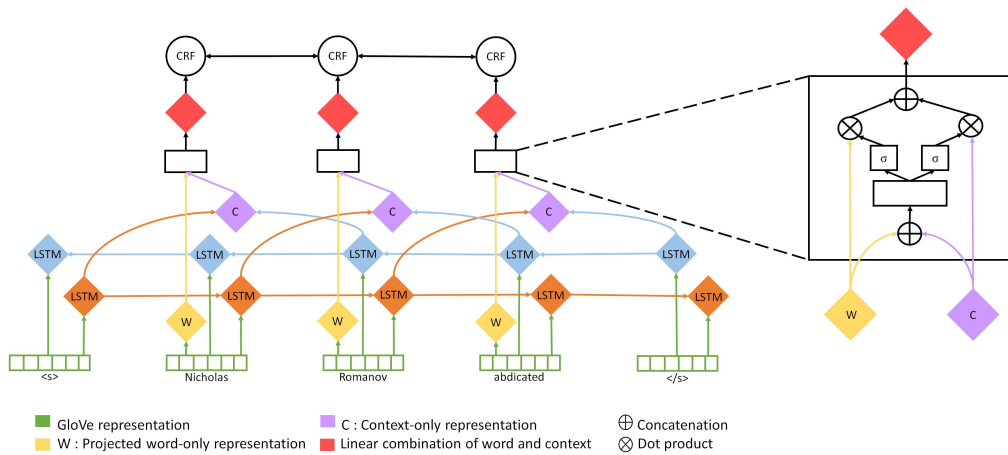 CRF CRF CRF
σ σ
C C C
LSTM LSTM LSTM LSTM LSTM
LSTM LSTM LSTM LSTM LSTM
W W W W C
<s> Nicholas Romanov abdicated </s>
GloVe representation C : Context-only representation Concatenation
W : Projected word-only representation Linear combination of word and context Dot product